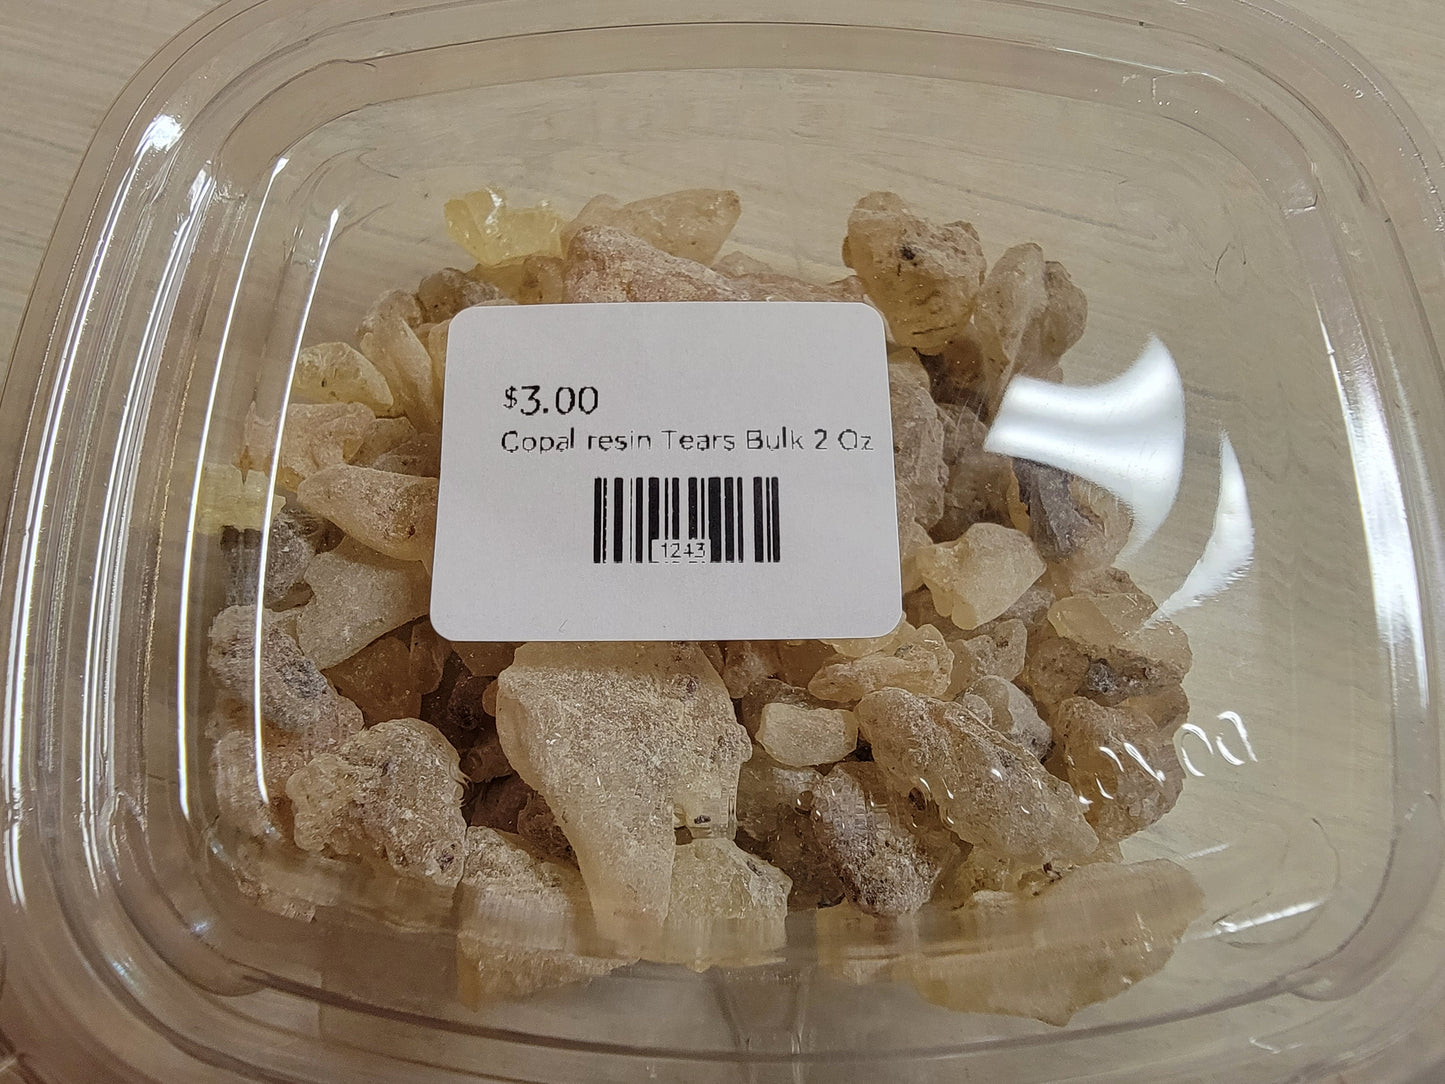 $3.00
Copal resin Tears Bulk 2 Oz
1243